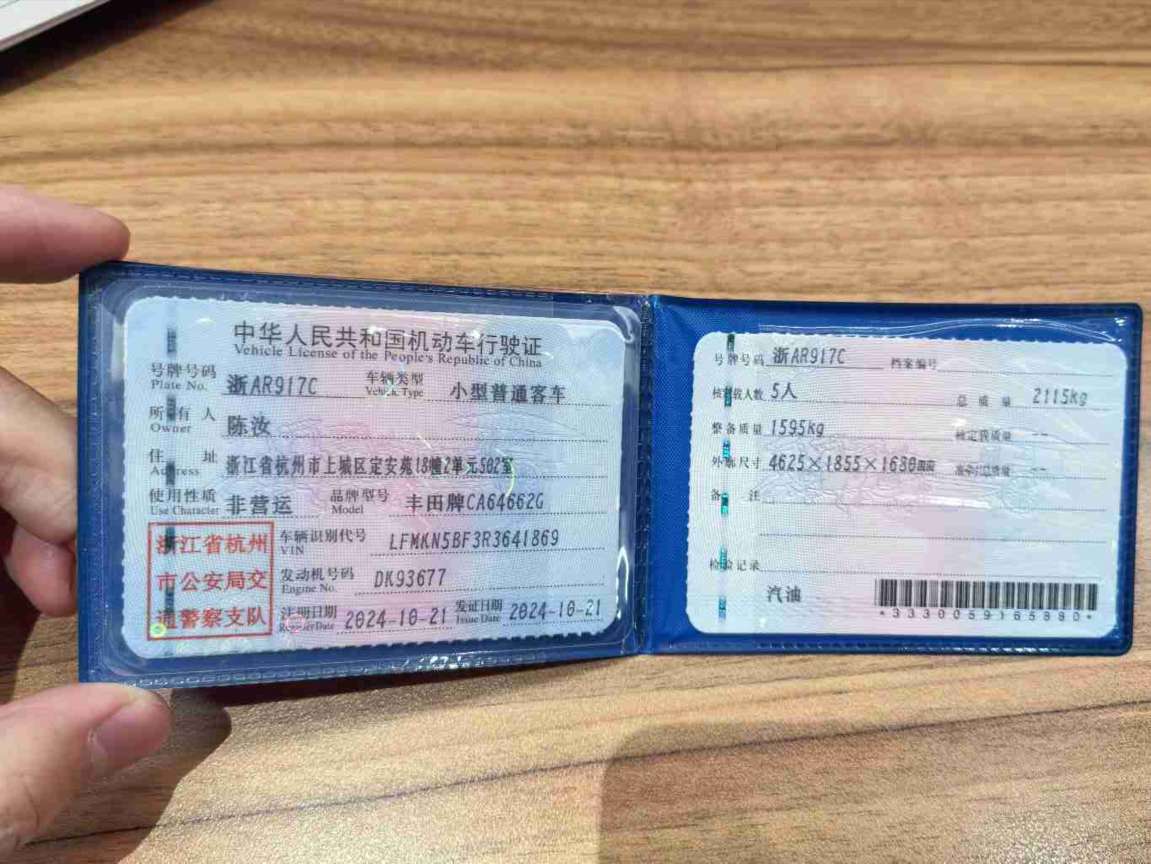 中华人民共和国机动车行驶证
Vehicle License of the People's Republic of China
号牌号码 浙AR917C 车辆类型 小型普通客车
Plate No. Vehicle Type
所有人 陈汝
Owner
住址 浙江省杭州市上城区定安苑18幢2单元502室
Address
使用性质 非营运 品牌型号 丰田牌CA64662G
Use Character Model
浙江省杭州
市公安局交
通警察支队
车辆识别代号 LFMKN5BF3R3641869
VIN
发动机号码 DK93677
Engine No.
注册日期 2024-10-21 发证日期 2024-10-21
Register Date Issue Date
号牌号码 浙AR917C 档案编号
核定载人数 5人 总质量 2115kg
整备质量 1595kg 核定载质量 --
外廓尺寸 4625×1855×1680mm 准牵引总质量 --
备注
检验记录
汽油
*3330059165880*